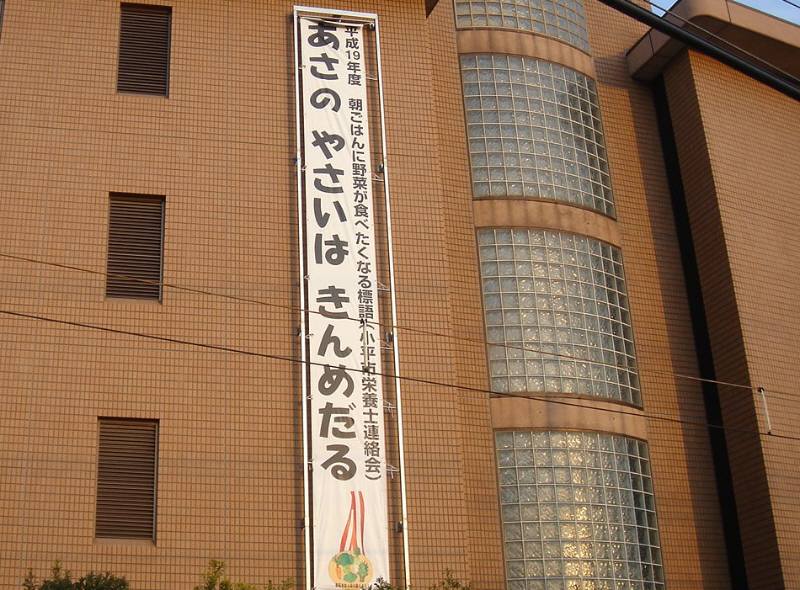 平成19年度 朝ごはんに野菜が食べたくなる標語(小平市栄養士連絡会)
あさの やさいは きんめだる